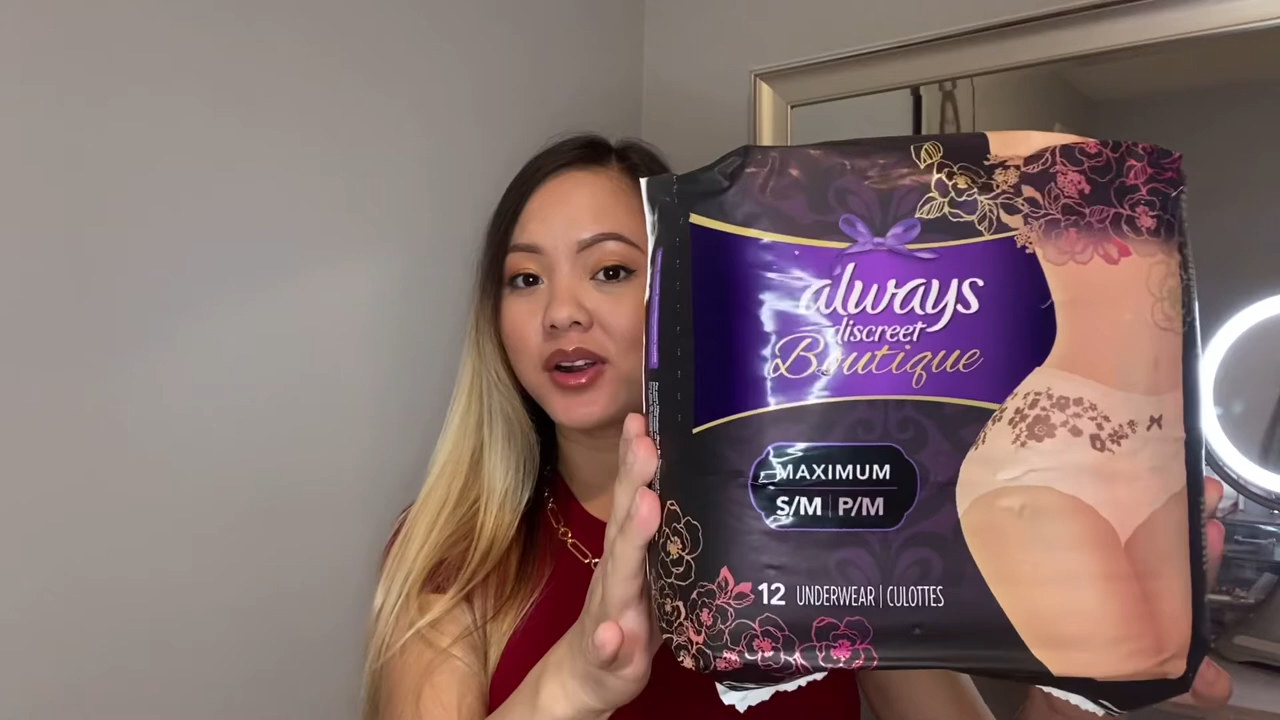 always
discreet
Boutique
MAXIMUM
S/M | P/M
12 UNDERWEAR | CULOTTES